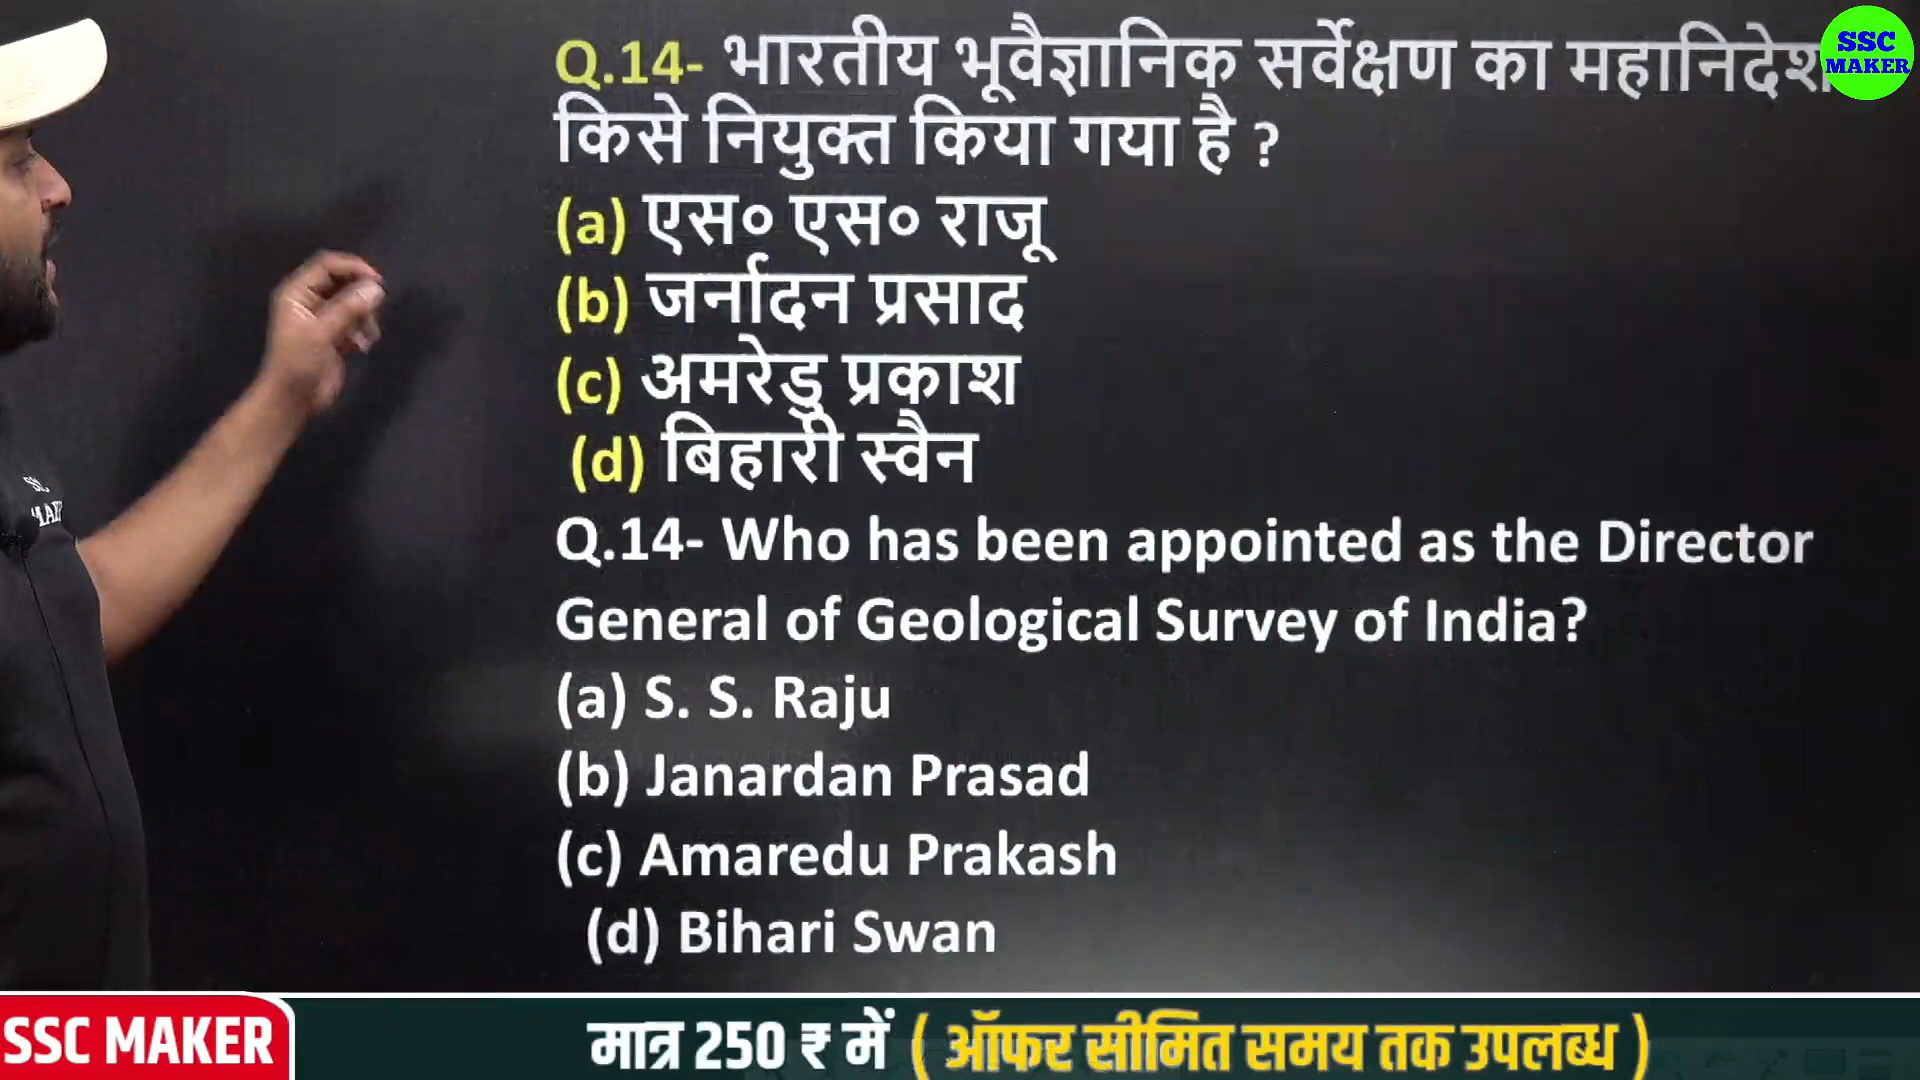 Q.14- भारतीय भूवैज्ञानिक सर्वेक्षण का
किसे नियुक्त किया गया है ?
(a) एस० एस० राजू
(b) जर्नादन प्रसाद
(c) अमरेडु प्रकाश
(d) बिहारी स्वैन
Q.14- Who has been appointed as the Director
General of Geological Survey of India?
(a) S. S. Raju
(b) Janardan Prasad
(c) Amaredu Prakash
(d) Bihari Swan
SSC
MAKER
SSC MAKER
मात्र 250 ₹ में ( ऑफर सीमित समय तक उपलब्ध )